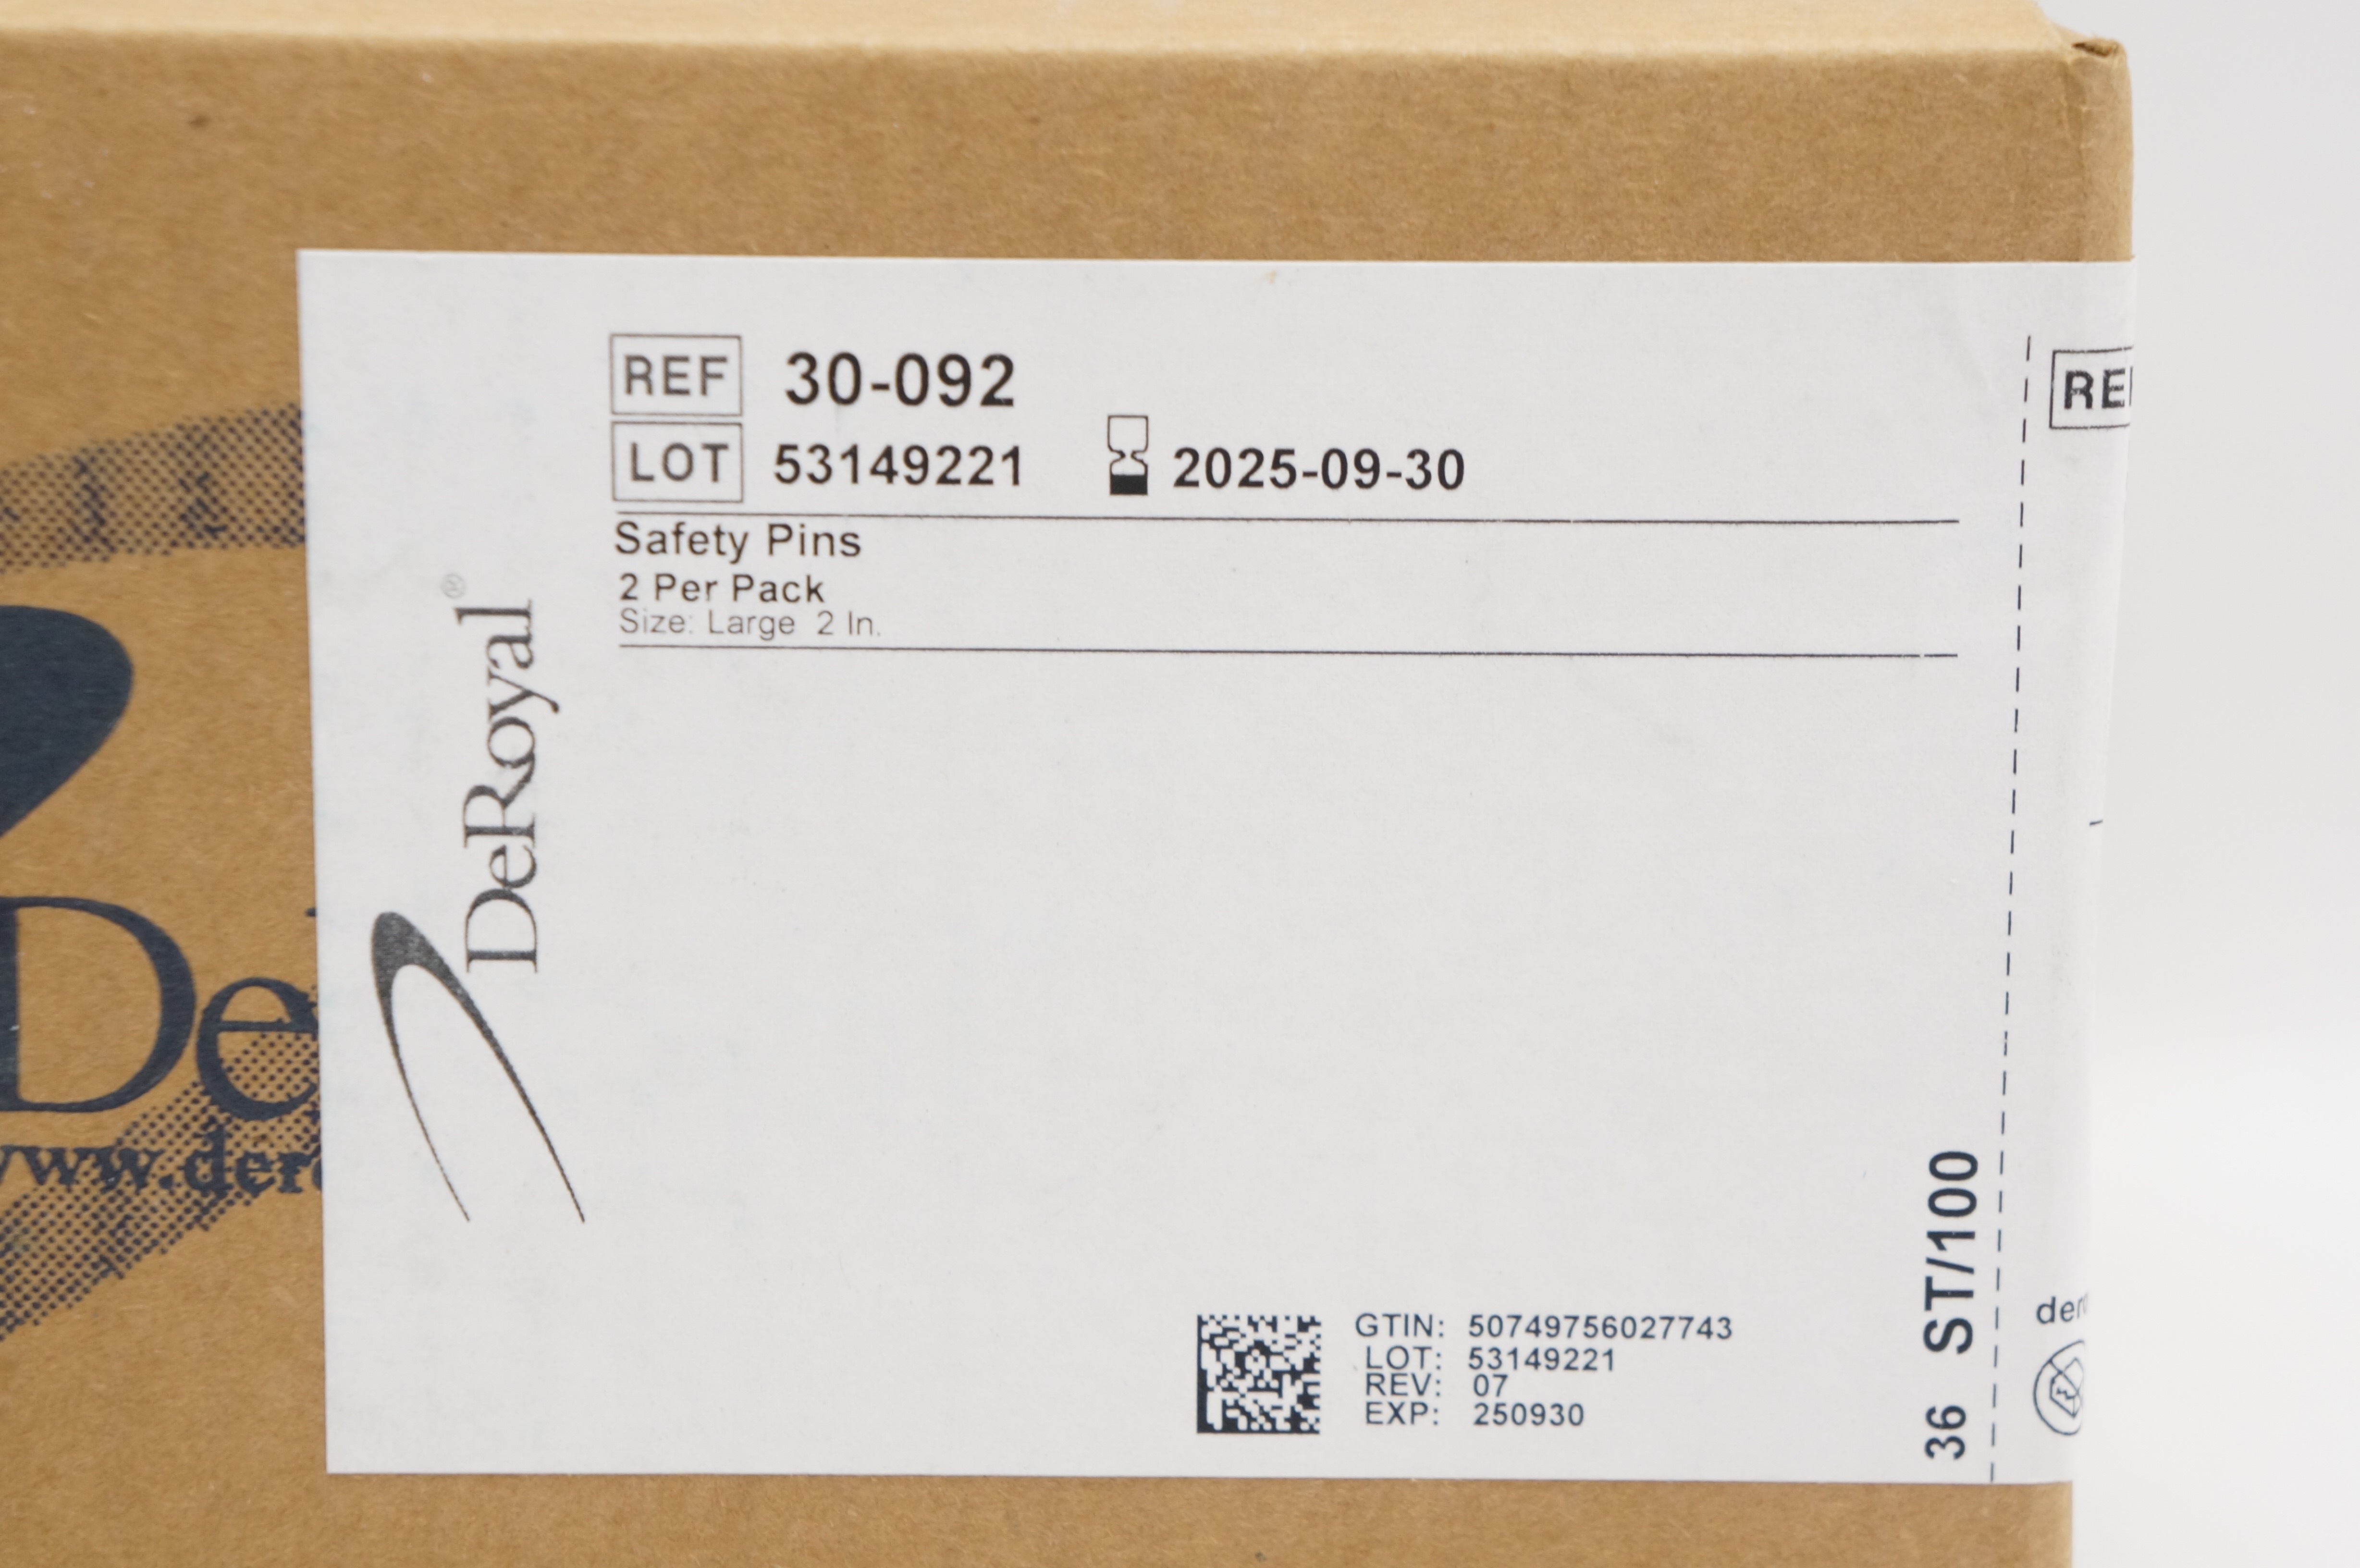 REF 30-092
LOT 53149221 2025-09-30
Safety Pins
2 Per Pack
Size: Large 2 In.
DeRoyal®
GTIN: 50749756027743
LOT: 53149221
REV: 07
EXP: 250930
36 ST/100